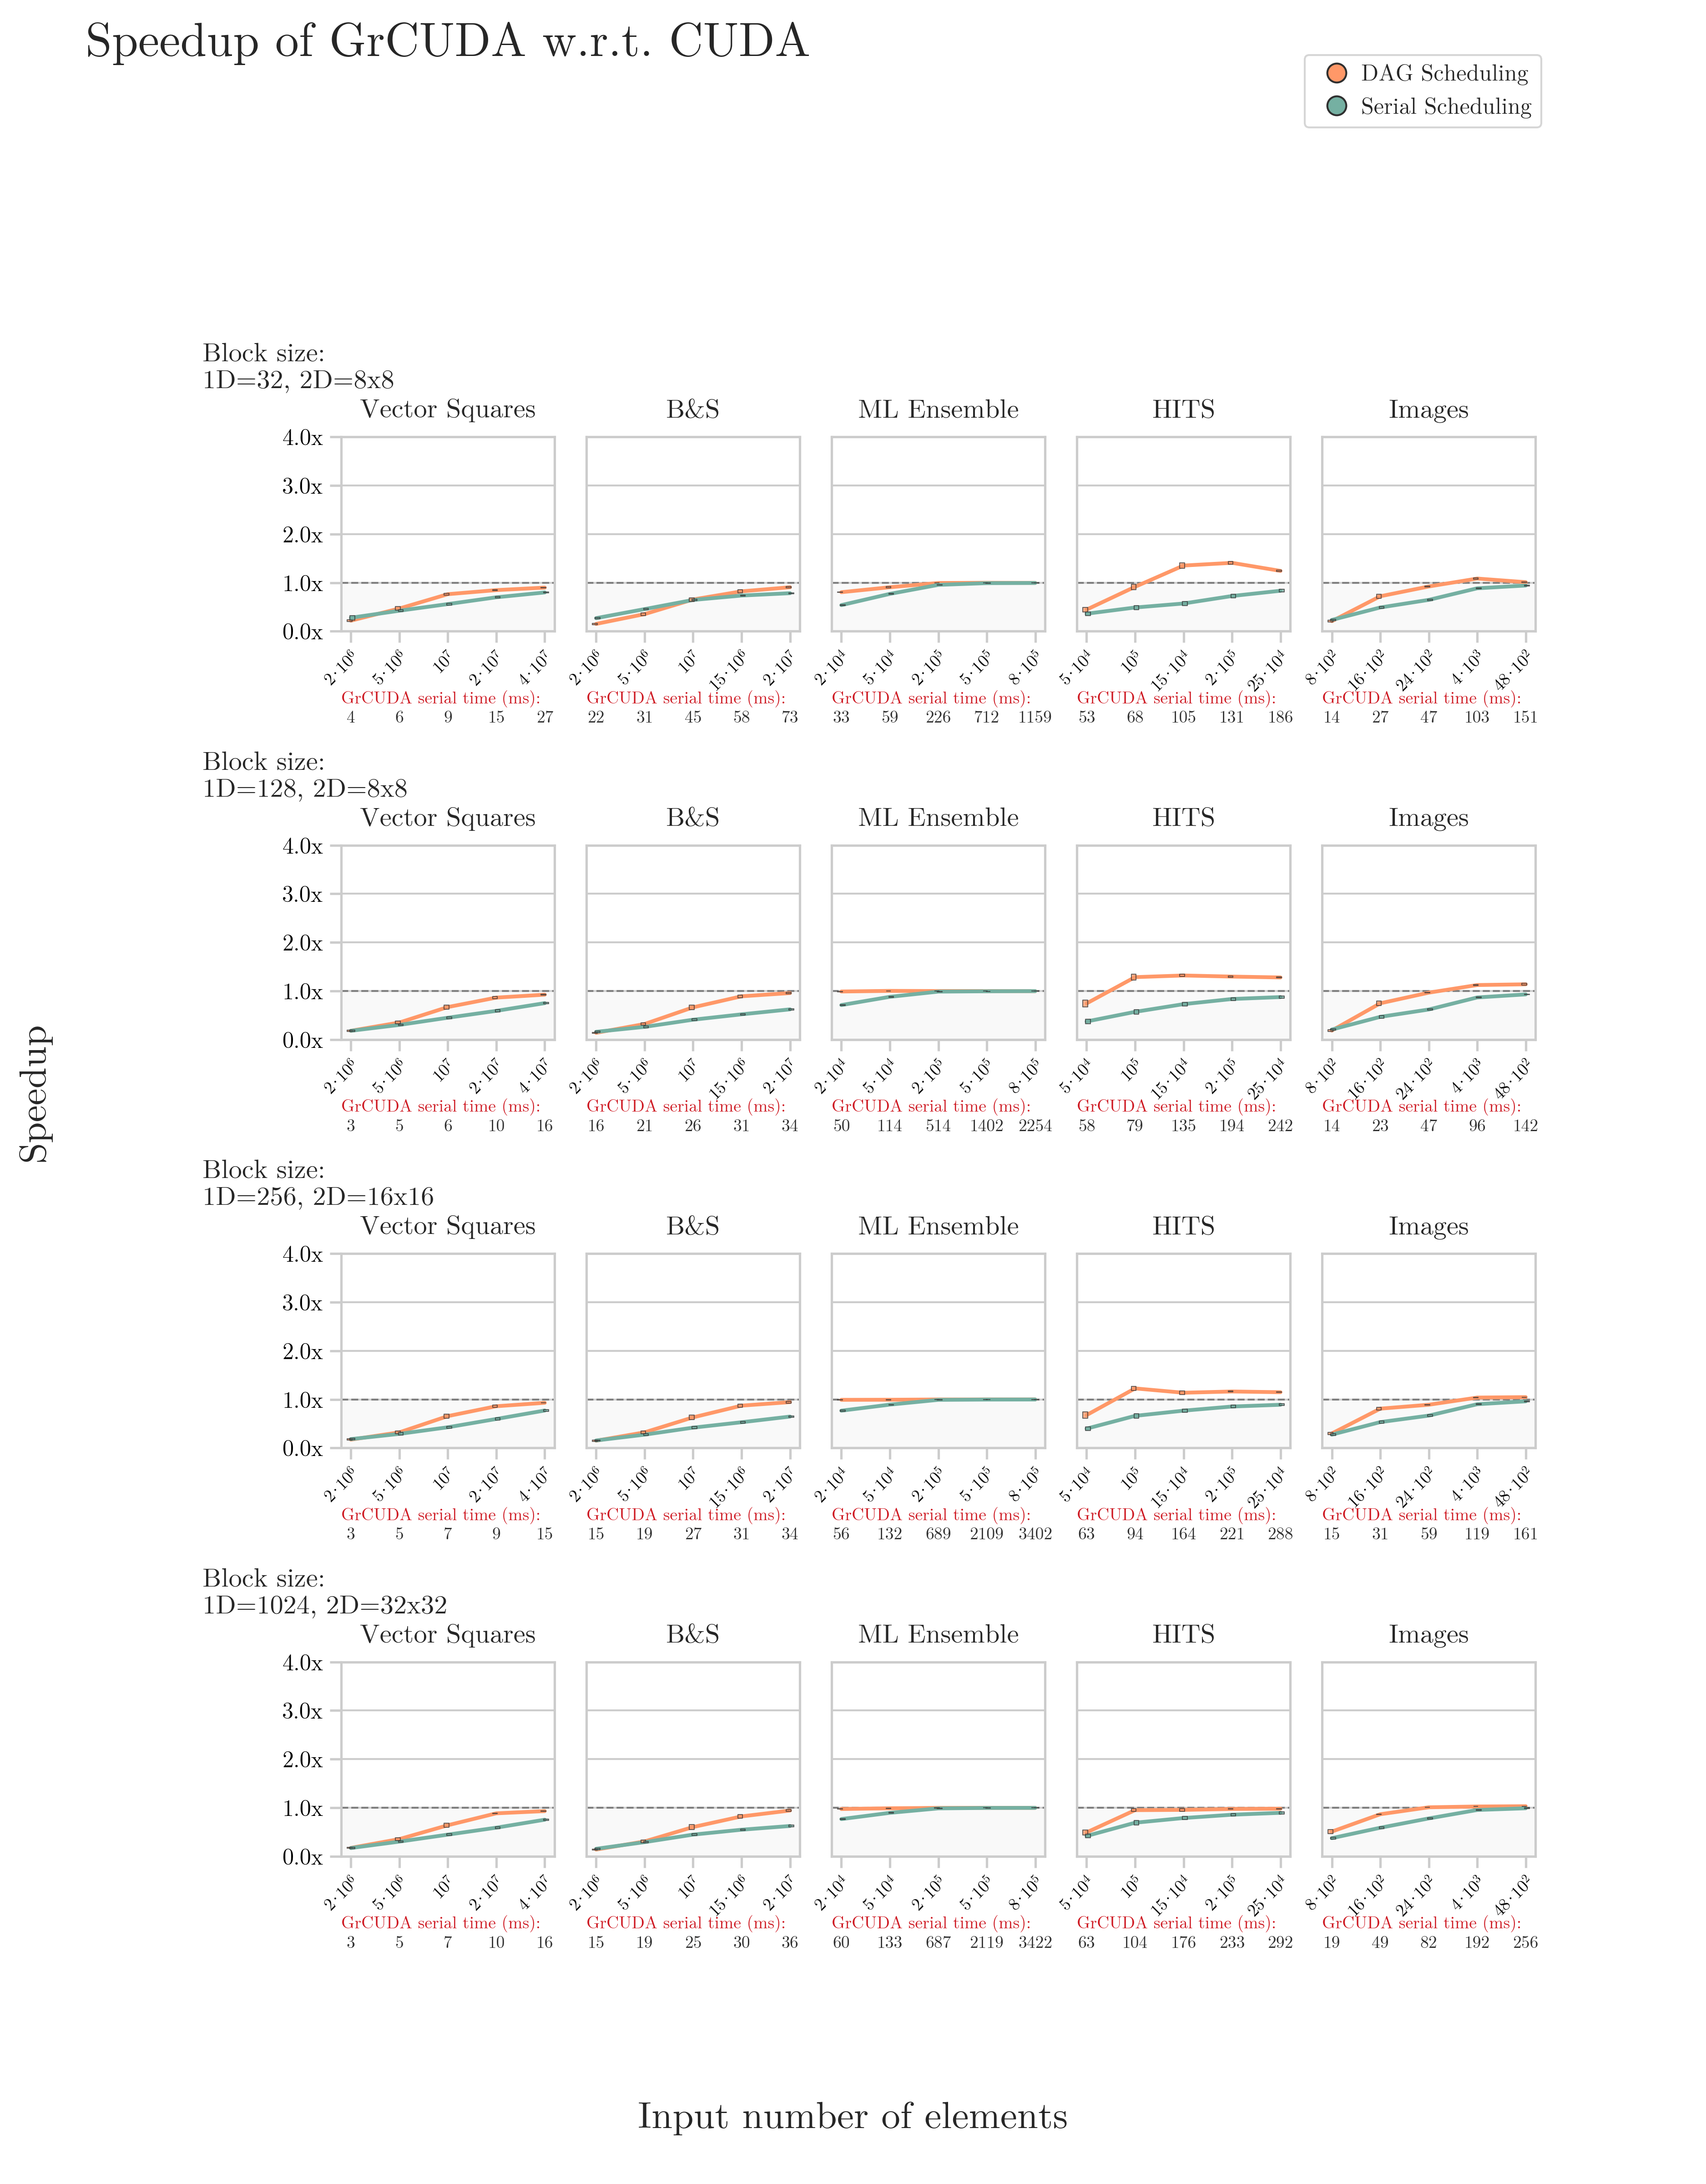 Speedup of GrCUDA w.r.t. CUDA
DAG Scheduling
Serial Scheduling
Speedup
Block size:
1D=32, 2D=8x8
Vector Squares B&S ML Ensemble HITS Images
4.0x
3.0x
2.0x
1.0x
0.0x
2·10⁶ 5·10⁶ 10⁷ 2·10⁷ 4·10⁷ 2·10⁶ 5·10⁶ 10⁷ 15·10⁶ 2·10⁷ 2·10⁴ 5·10⁴ 2·10⁵ 5·10⁵ 8·10⁵ 5·10⁴ 10⁵ 15·10⁴ 2·10⁵ 25·10⁴ 8·10² 16·10² 24·10² 4·10³ 48·10²
GrCUDA serial time (ms): GrCUDA serial time (ms): GrCUDA serial time (ms): GrCUDA serial time (ms): GrCUDA serial time (ms):
4 6 9 15 27 22 31 45 58 73 33 59 226 712 1159 53 68 105 131 186 14 27 47 103 151
Block size:
1D=128, 2D=8x8
Vector Squares B&S ML Ensemble HITS Images
4.0x
3.0x
2.0x
1.0x
0.0x
2·10⁶ 5·10⁶ 10⁷ 2·10⁷ 4·10⁷ 2·10⁶ 5·10⁶ 10⁷ 15·10⁶ 2·10⁷ 2·10⁴ 5·10⁴ 2·10⁵ 5·10⁵ 8·10⁵ 5·10⁴ 10⁵ 15·10⁴ 2·10⁵ 25·10⁴ 8·10² 16·10² 24·10² 4·10³ 48·10²
GrCUDA serial time (ms): GrCUDA serial time (ms): GrCUDA serial time (ms): GrCUDA serial time (ms): GrCUDA serial time (ms):
3 5 6 10 16 16 21 26 31 34 50 114 514 1402 2254 58 79 135 194 242 14 23 47 96 142
Block size:
1D=256, 2D=16x16
Vector Squares B&S ML Ensemble HITS Images
4.0x
3.0x
2.0x
1.0x
0.0x
2·10⁶ 5·10⁶ 10⁷ 2·10⁷ 4·10⁷ 2·10⁶ 5·10⁶ 10⁷ 15·10⁶ 2·10⁷ 2·10⁴ 5·10⁴ 2·10⁵ 5·10⁵ 8·10⁵ 5·10⁴ 10⁵ 15·10⁴ 2·10⁵ 25·10⁴ 8·10² 16·10² 24·10² 4·10³ 48·10²
GrCUDA serial time (ms): GrCUDA serial time (ms): GrCUDA serial time (ms): GrCUDA serial time (ms): GrCUDA serial time (ms):
3 5 7 9 15 15 19 27 31 34 56 132 689 2109 3402 63 94 164 221 288 15 31 59 119 161
Block size:
1D=1024, 2D=32x32
Vector Squares B&S ML Ensemble HITS Images
4.0x
3.0x
2.0x
1.0x
0.0x
2·10⁶ 5·10⁶ 10⁷ 2·10⁷ 4·10⁷ 2·10⁶ 5·10⁶ 10⁷ 15·10⁶ 2·10⁷ 2·10⁴ 5·10⁴ 2·10⁵ 5·10⁵ 8·10⁵ 5·10⁴ 10⁵ 15·10⁴ 2·10⁵ 25·10⁴ 8·10² 16·10² 24·10² 4·10³ 48·10²
GrCUDA serial time (ms): GrCUDA serial time (ms): GrCUDA serial time (ms): GrCUDA serial time (ms): GrCUDA serial time (ms):
3 5 7 10 16 15 19 25 30 36 60 133 687 2119 3422 63 104 176 233 292 19 49 82 192 256
Input number of elements